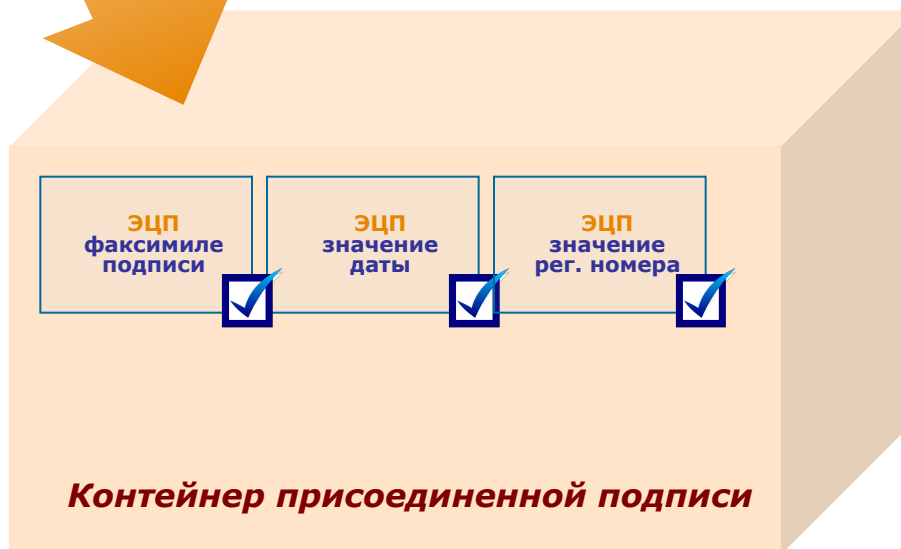 ЭЦП
факсимиле
подписи
ЭЦП
значение
даты
ЭЦП
значение
рег. номера
Контейнер присоединенной подписи